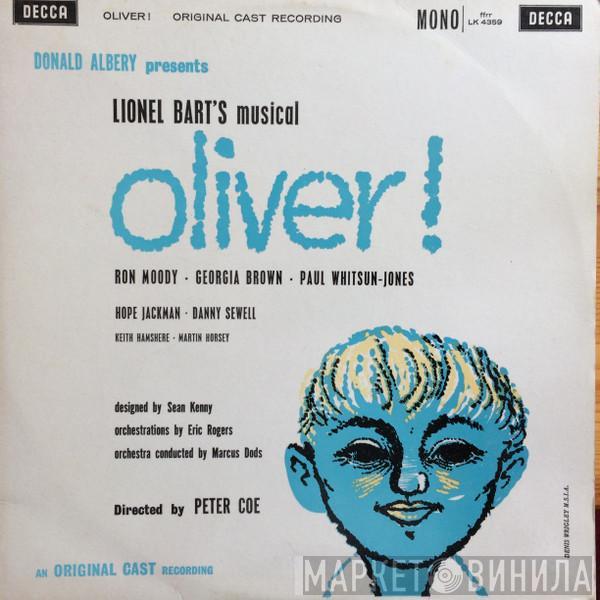 DECCA
OLIVER! ORIGINAL CAST RECORDING
MONO
ffrr
LK 4359
DECCA
DONALD ALBERY presents
LIONEL BART'S musical
oliver!
RON MOODY · GEORGIA BROWN · PAUL WHITSUN-JONES
HOPE JACKMAN · DANNY SEWELL
KEITH HAMSHERE · MARTIN HORSEY
designed by Sean Kenny
orchestrations by Eric Rogers
orchestra conducted by Marcus Dods
Directed by PETER COE
DENIS WRIGLEY M.S.I.A.
AN ORIGINAL CAST RECORDING
МАРКЕТ ВИНИЛА